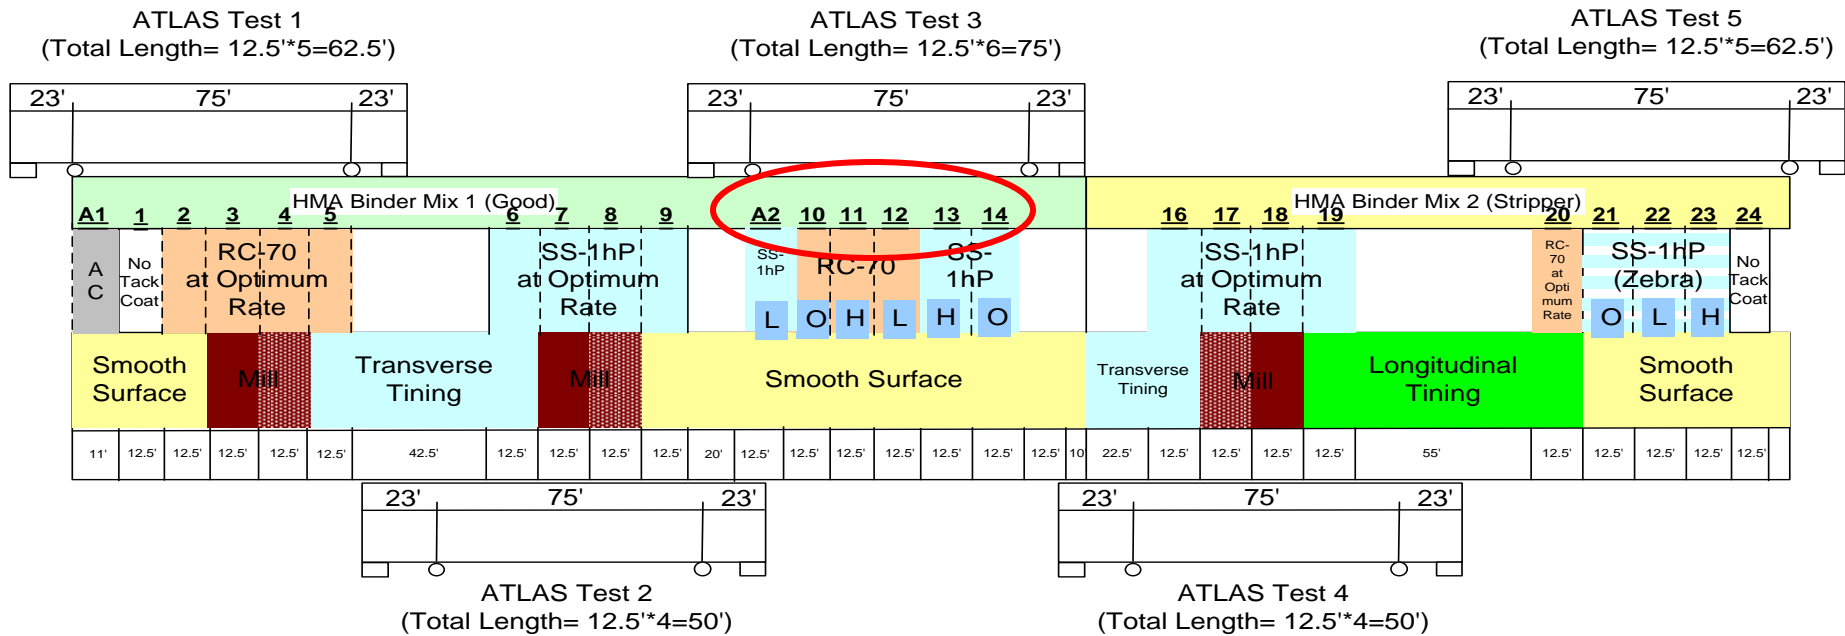 ATLAS Test 1
(Total Length= 12.5'*5=62.5')
ATLAS Test 3
(Total Length= 12.5'*6=75')
ATLAS Test 5
(Total Length= 12.5'*5=62.5')
23' 75' 23'
23' 75' 23'
23' 75' 23'
HMA Binder Mix 1 (Good)
HMA Binder Mix 2 (Stripper)
A1 1 2 3 4 5 6 7 8 9 A2 10 11 12 13 14 16 17 18 19 20 21 22 23 24
A
C
No
Tack
Coat
RC-70
at Optimum
Rate
SS-1hP
at Optimum
Rate
SS-
1hP
RC-70
SS-
1hP
SS-1hP
at Optimum
Rate
RC-
70
at
Opti
mum
Rate
SS-1hP
(Zebra)
No
Tack
Coat
L O H L H O
O L H
Smooth
Surface
Mill
Transverse
Tining
Mill
Smooth Surface
Transverse
Tining
Mill
Longitudinal
Tining
Smooth
Surface
11' 12.5' 12.5' 12.5' 12.5' 12.5' 42.5' 12.5' 12.5' 12.5' 12.5' 20' 12.5' 12.5' 12.5' 12.5' 12.5' 12.5' 10' 22.5' 12.5' 12.5' 12.5' 12.5' 55' 12.5' 12.5' 12.5' 12.5' 12.5'
23' 75' 23'
23' 75' 23'
ATLAS Test 2
(Total Length= 12.5'*4=50')
ATLAS Test 4
(Total Length= 12.5'*4=50')